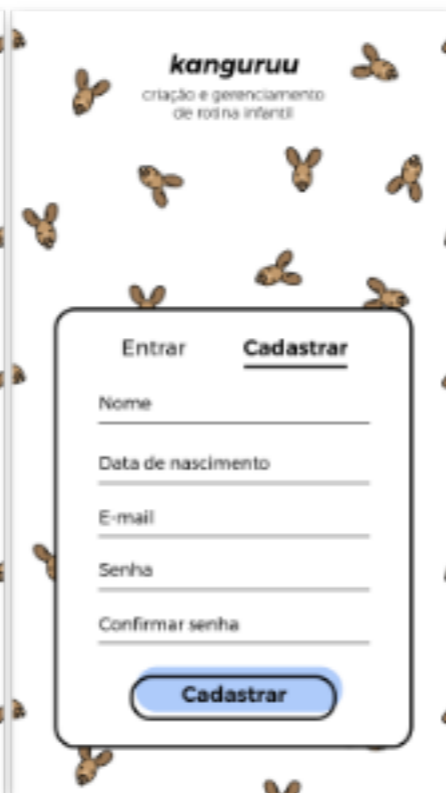 kanguruu
criação e gerenciamento
de rotina infantil
Entrar
Cadastrar
Nome
Data de nascimento
E-mail
Senha
Confirmar senha
Cadastrar